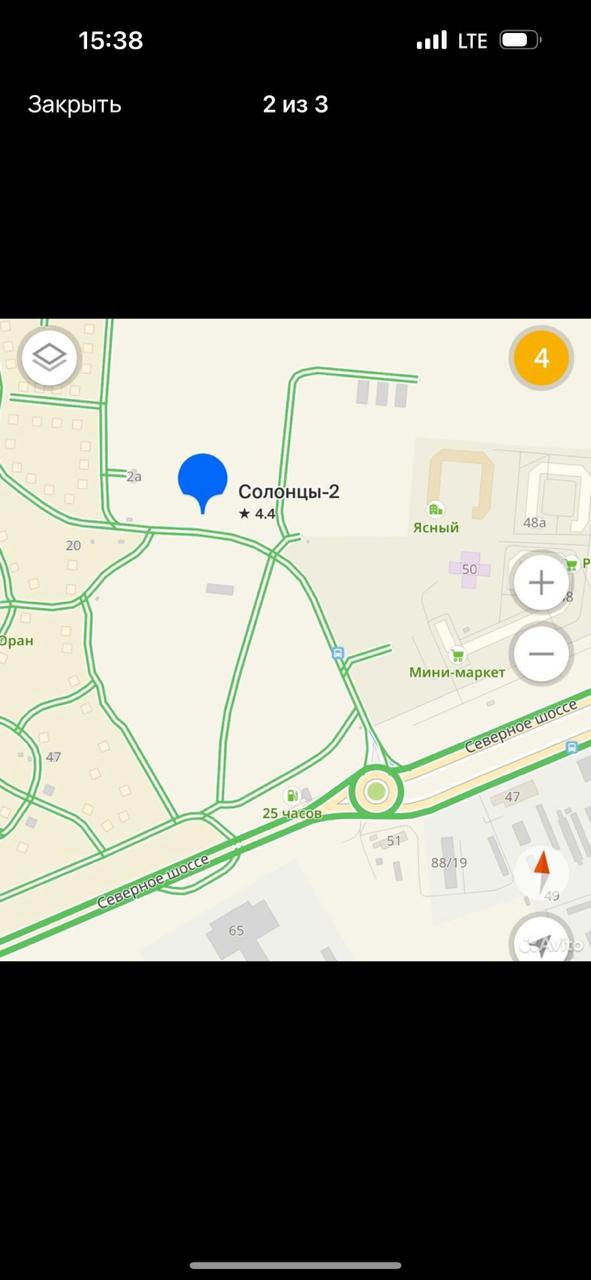 15:38
LTE
Закрыть
2 из 3
4
2а
Солонцы-2
★ 4.4
Ясный
48а
20
50
Оран
Мини-маркет
Северное шоссе
47
25 часов
47
51
88/19
Северное шоссе
49
65
Avito